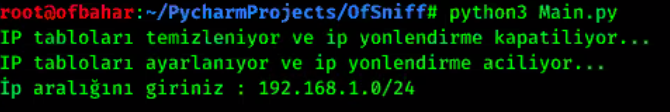 root@ofbahar:~/PycharmProjects/OfSniff# python3 Main.py
IP tabloları temizleniyor ve ip yonlendirme kapatiliyor...
IP tabloları ayarlanıyor ve ip yonlendirme aciliyor...
İp aralığını giriniz : 192.168.1.0/24